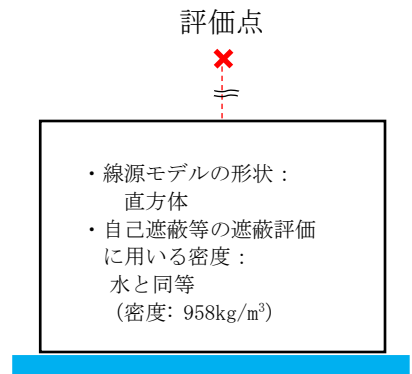 評価点
・線源モデルの形状：
直方体
・自己遮蔽等の遮蔽評価
に用いる密度：
水と同等
(密度: 958kg/m³)